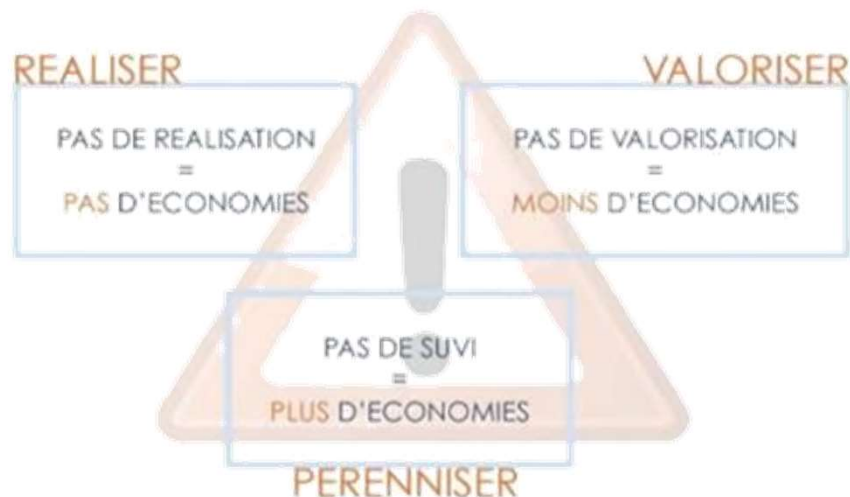 REALISER
PAS DE REALISATION
=
PAS D'ECONOMIES
VALORISER
PAS DE VALORISATION
=
MOINS D'ECONOMIES
PAS DE SUVI
=
PLUS D'ECONOMIES
PERENNISER